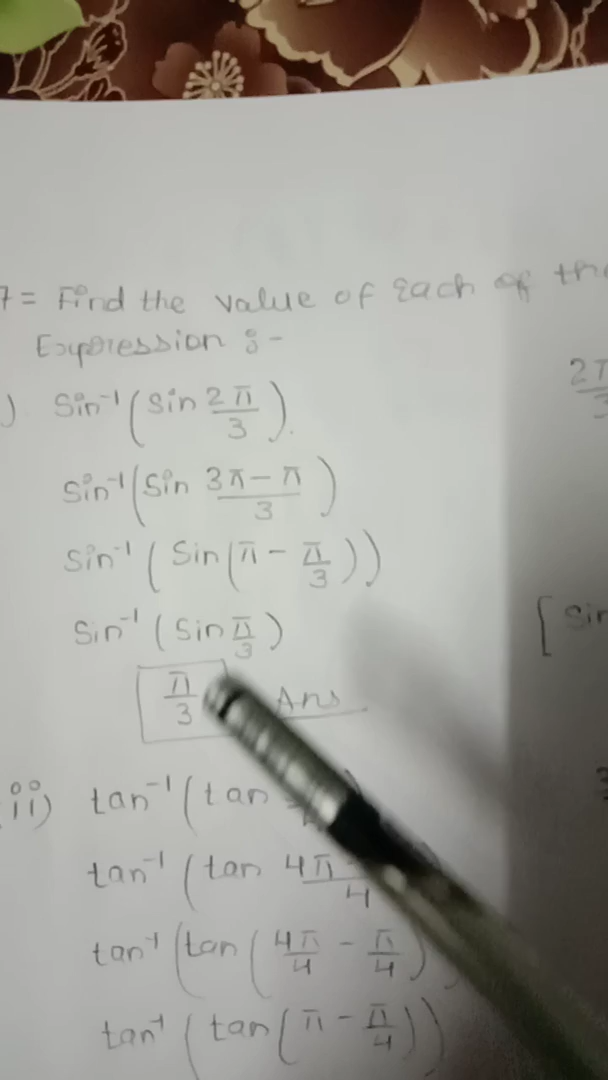 7 = Find the value of each of the
Expression :-
) Sin⁻¹(Sin 2π/3).
Sin⁻¹(Sin 3π-π/3)
Sin⁻¹(Sin(π-π/3))
Sin⁻¹(Sin π/3)
π/3 Ans
ii) tan⁻¹(tan
tan⁻¹(tan 4π /4
tan⁻¹(tan(4π/4 - π/4)
tan⁻¹(tan(π-π/4))
[Sin